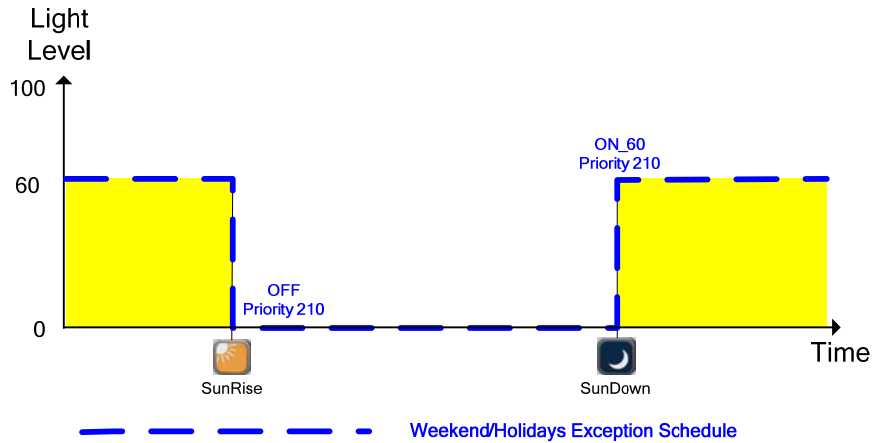 Light
Level
100
60
0
ON_60
Priority 210
OFF
Priority 210
Time
SunRise
SunDown
Weekend/Holidays Exception Schedule